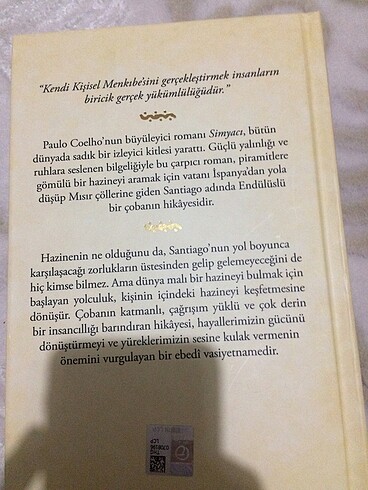 “Kendi Kişisel Menkıbe'sini gerçekleştirmek insanların
biricik gerçek yükümlülüğüdür.”
Paulo Coelho'nun büyüleyici romanı Simyacı, bütün
dünyada sadık bir izleyici kitlesi yarattı. Güçlü yalınlığı ve
ruhlara seslenen bilgeliğiyle bu çarpıcı roman, piramitlere
gömülü bir hazineyi aramak için vatanı İspanya'dan yola
düşüp Mısır çöllerine giden Santiago adında Endülüslü
bir çobanın hikâyesidir.
Hazinenin ne olduğunu da, Santiago'nun yol boyunca
karşılaşacağı zorlukların üstesinden gelip gelemeyeceğini de
hiç kimse bilmez. Ama dünya malı bir hazineyi bulmak için
başlayan yolculuk, kişinin içindeki hazineyi keşfetmesine
dönüşür. Çobanın katmanlı, çağrışım yüklü ve çok derin
bir insancıllığı barındıran hikâyesi, hayallerimizin gücünü
dönüştürmeyi ve yüreklerimizin sesine kulak vermenin
önemini vurgulayan bir ebedî vasiyetnamedir.